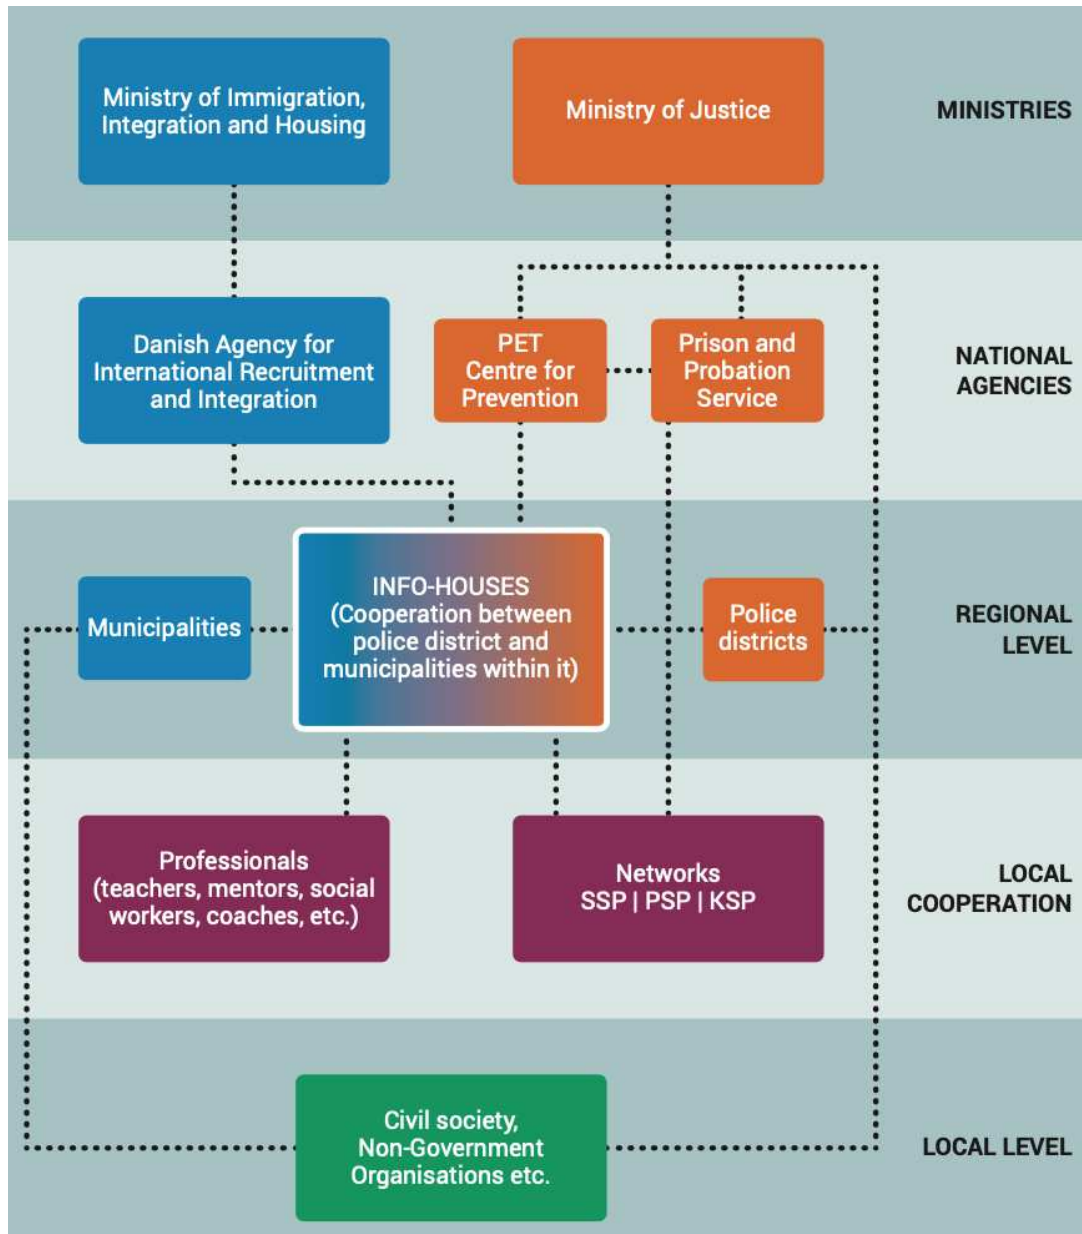 Ministry of Immigration,
Integration and Housing
Ministry of Justice
MINISTRIES
Danish Agency for
International Recruitment
and Integration
PET
Centre for
Prevention
Prison and
Probation
Service
NATIONAL
AGENCIES
Municipalities
INFO-HOUSES
(Cooperation between
police district and
municipalities within it)
Police
districts
REGIONAL
LEVEL
Professionals
(teachers, mentors, social
workers, coaches, etc.)
Networks
SSP | PSP | KSP
LOCAL
COOPERATION
Civil society,
Non-Government
Organisations etc.
LOCAL LEVEL